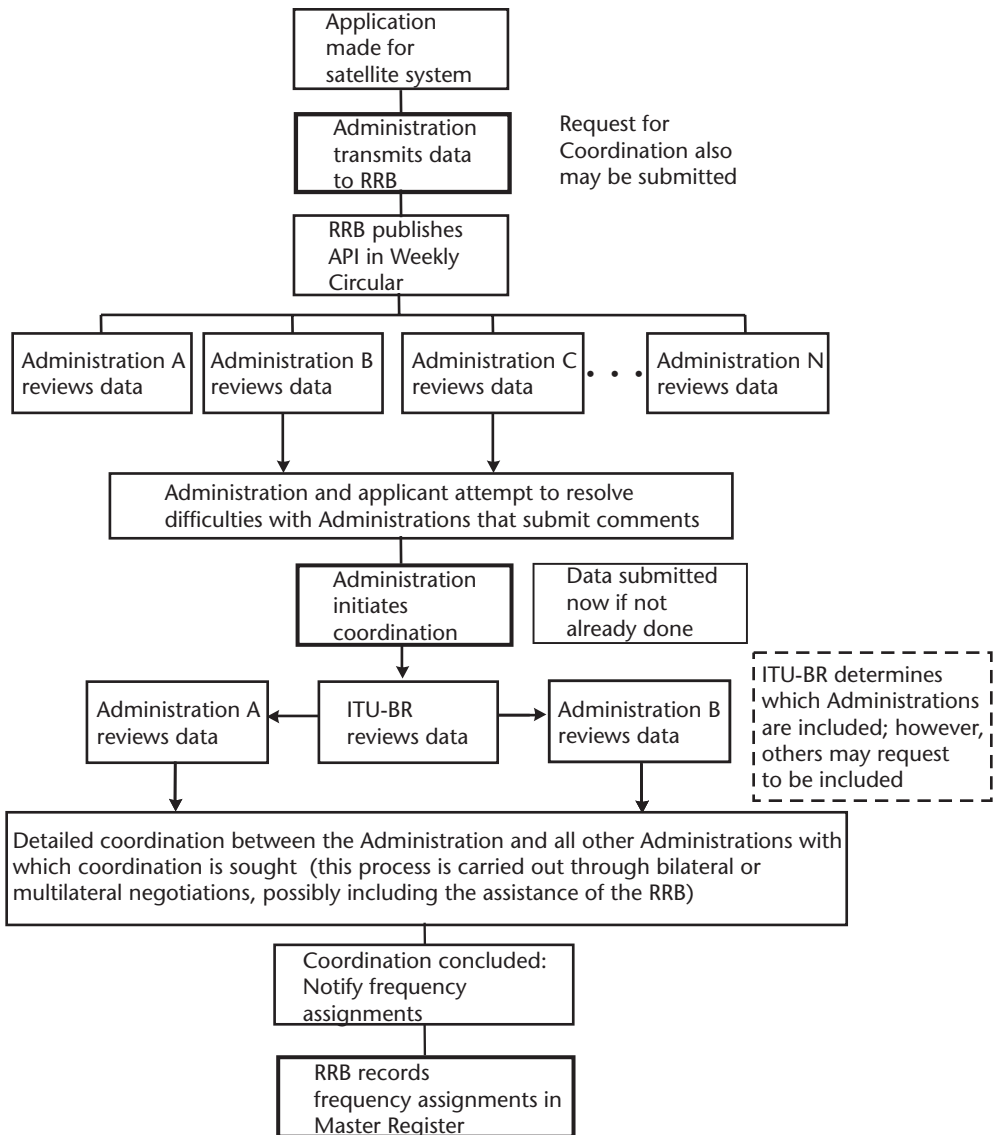 Application
made for
satellite system
Administration
transmits data
to RRB
Request for
Coordination also
may be submitted
RRB publishes
API in Weekly
Circular
Administration A
reviews data
Administration B
reviews data
Administration C
reviews data
• • •
Administration N
reviews data
Administration and applicant attempt to resolve
difficulties with Administrations that submit comments
Administration
initiates
coordination
Data submitted
now if not
already done
ITU-BR determines
which Administrations
are included; however,
others may request
to be included
Administration A
reviews data
ITU-BR
reviews data
Administration B
reviews data
Detailed coordination between the Administration and all other Administrations with
which coordination is sought (this process is carried out through bilateral or
multilateral negotiations, possibly including the assistance of the RRB)
Coordination concluded:
Notify frequency
assignments
RRB records
frequency assignments in
Master Register